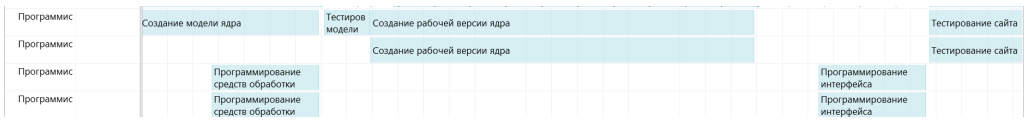 Программис
Создание модели ядра
Тестиров
модели
Создание рабочей версии ядра
Тестирование сайта
Программис
Создание рабочей версии ядра
Тестирование сайта
Программис
Программирование
средств обработки
Программирование
интерфейса
Программис
Программирование
средств обработки
Программирование
интерфейса